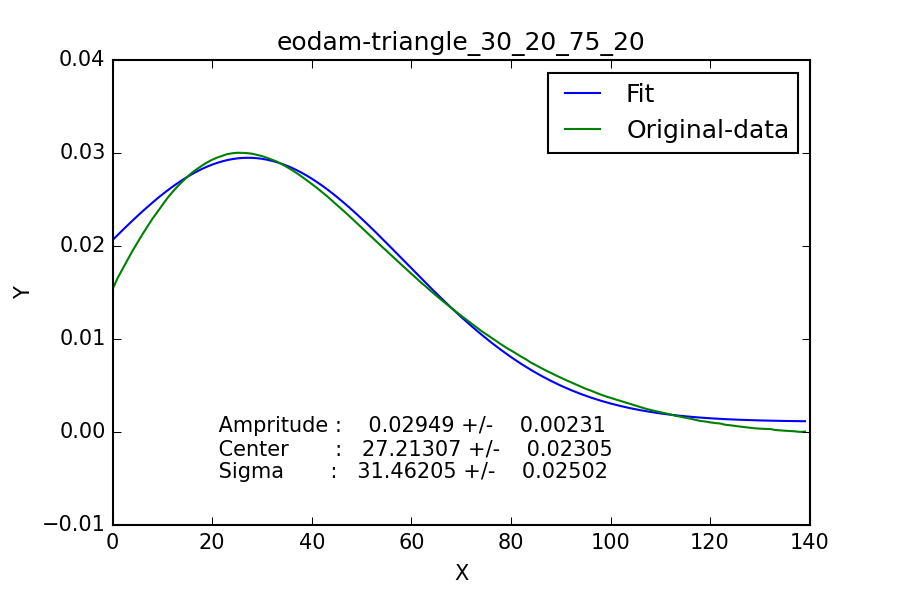 eodam-triangle_30_20_75_20
0.04
0.03
0.02
0.01
0.00
−0.01
Y
Fit
Original-data
Ampritude : 0.02949 +/- 0.00231
Center : 27.21307 +/- 0.02305
Sigma : 31.46205 +/- 0.02502
0 20 40 60 80 100 120 140
X